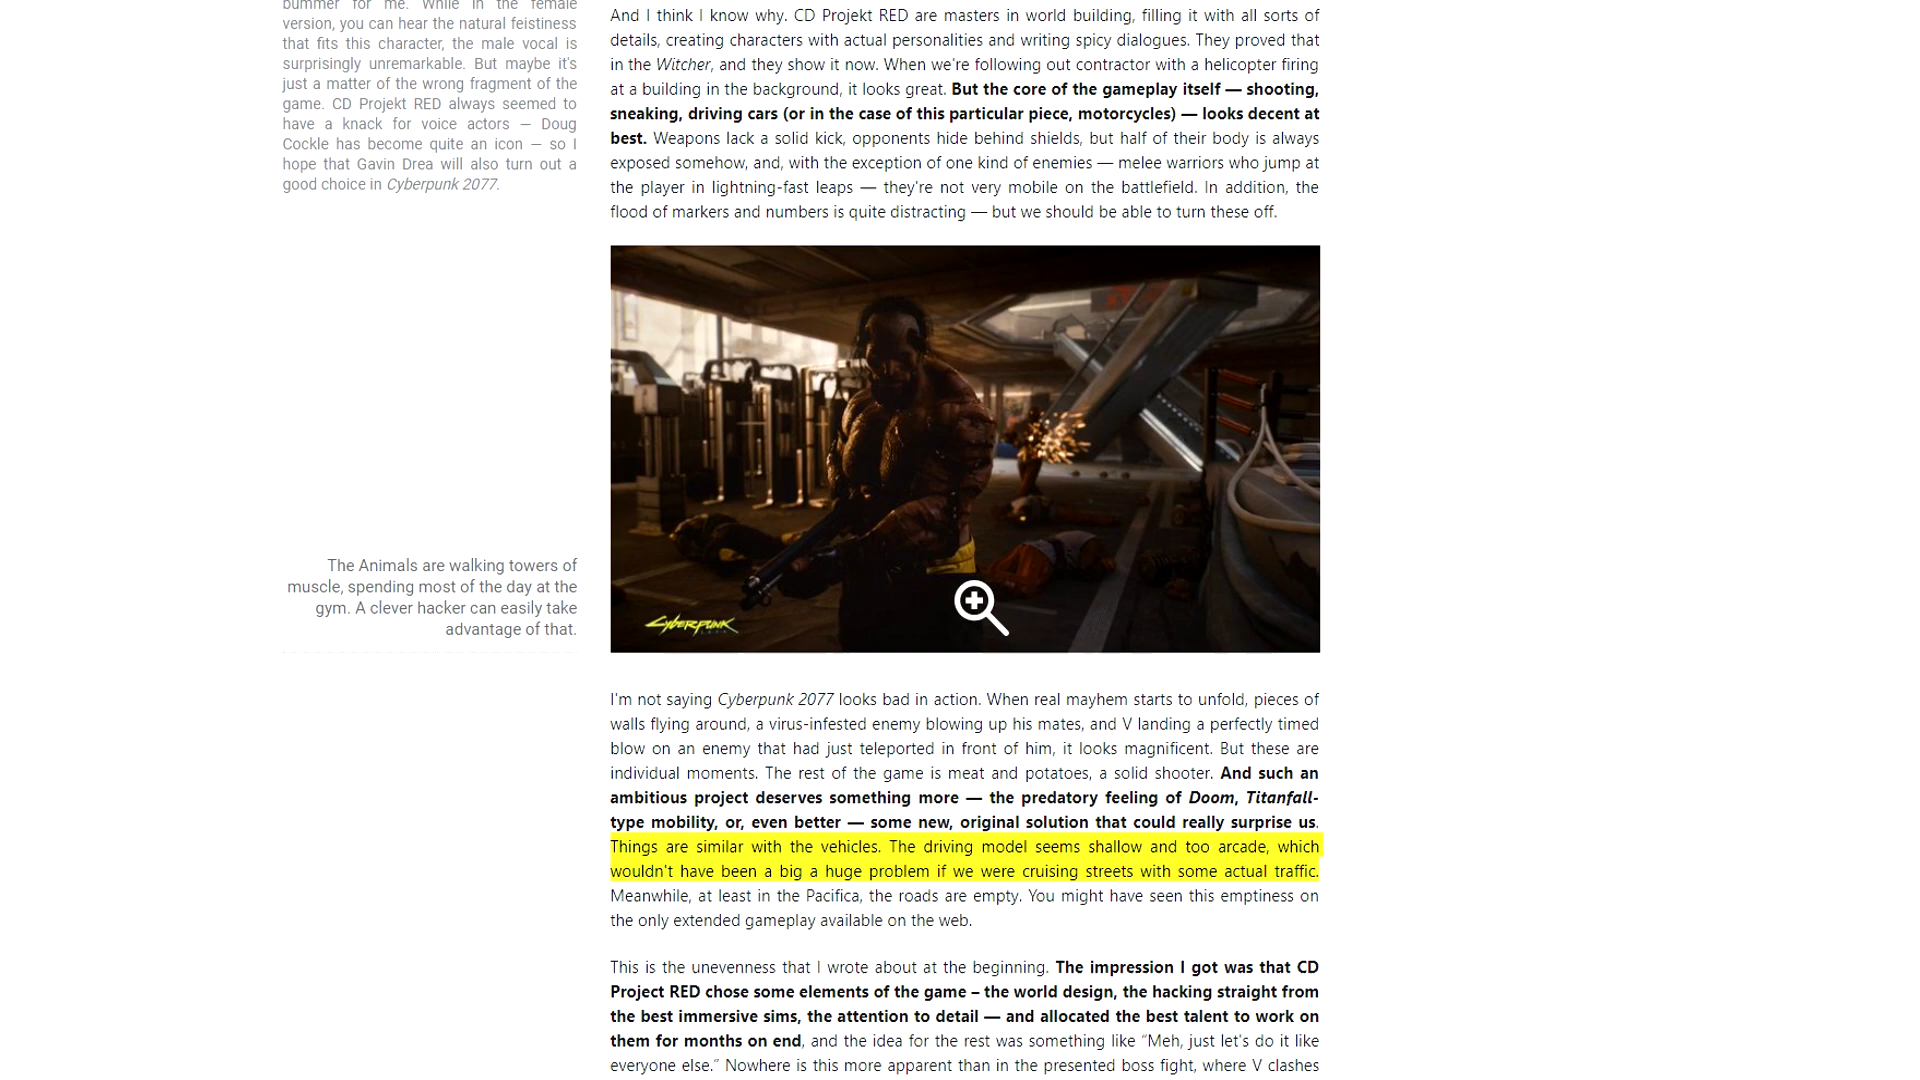 bummer for me. While in the female
version, you can hear the natural feistiness
that fits this character, the male vocal is
surprisingly unremarkable. But maybe it's
just a matter of the wrong fragment of the
game. CD Projekt RED always seemed to
have a knack for voice actors — Doug
Cockle has become quite an icon — so I
hope that Gavin Drea will also turn out a
good choice in Cyberpunk 2077.
The Animals are walking towers of
muscle, spending most of the day at the
gym. A clever hacker can easily take
advantage of that.
And I think I know why. CD Projekt RED are masters in world building, filling it with all sorts of
details, creating characters with actual personalities and writing spicy dialogues. They proved that
in the Witcher, and they show it now. When we're following out contractor with a helicopter firing
at a building in the background, it looks great. But the core of the gameplay itself — shooting,
sneaking, driving cars (or in the case of this particular piece, motorcycles) — looks decent at
best. Weapons lack a solid kick, opponents hide behind shields, but half of their body is always
exposed somehow, and, with the exception of one kind of enemies — melee warriors who jump at
the player in lightning-fast leaps — they're not very mobile on the battlefield. In addition, the
flood of markers and numbers is quite distracting — but we should be able to turn these off.
Cyberpunk
I'm not saying Cyberpunk 2077 looks bad in action. When real mayhem starts to unfold, pieces of
walls flying around, a virus-infested enemy blowing up his mates, and V landing a perfectly timed
blow on an enemy that had just teleported in front of him, it looks magnificent. But these are
individual moments. The rest of the game is meat and potatoes, a solid shooter. And such an
ambitious project deserves something more — the predatory feeling of Doom, Titanfall-
type mobility, or, even better — some new, original solution that could really surprise us.
Things are similar with the vehicles. The driving model seems shallow and too arcade, which
wouldn't have been a big a huge problem if we were cruising streets with some actual traffic.
Meanwhile, at least in the Pacifica, the roads are empty. You might have seen this emptiness on
the only extended gameplay available on the web.
This is the unevenness that I wrote about at the beginning. The impression I got was that CD
Project RED chose some elements of the game – the world design, the hacking straight from
the best immersive sims, the attention to detail — and allocated the best talent to work on
them for months on end, and the idea for the rest was something like “Meh, just let's do it like
everyone else.” Nowhere is this more apparent than in the presented boss fight, where V clashes